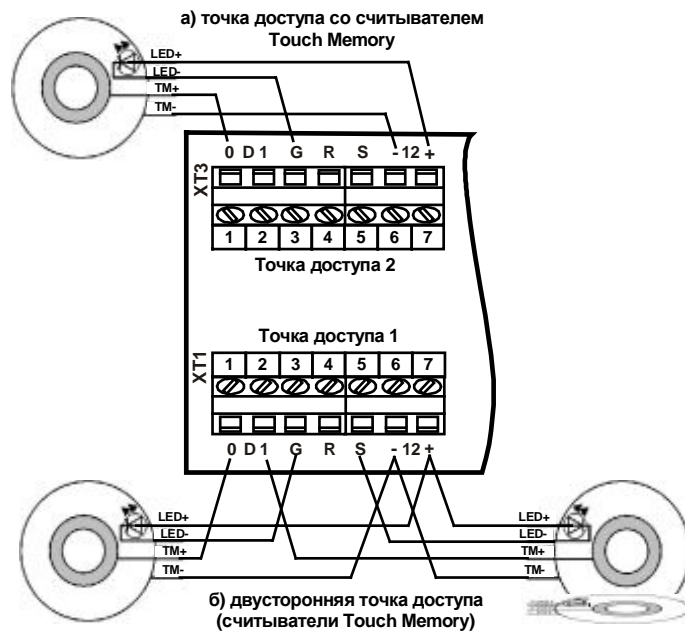 а) точка доступа со считывателем
Touch Memory
LED+
LED-
TM+
TM-
0 D 1 G R S - 12 +
XT3
1 2 3 4 5 6 7
Точка доступа 2
Точка доступа 1
XT1
1 2 3 4 5 6 7
0 D 1 G R S - 12 +
LED+
LED-
TM+
TM-
LED+
LED-
TM+
TM-
б) двусторонняя точка доступа
(считыватели Touch Memory)